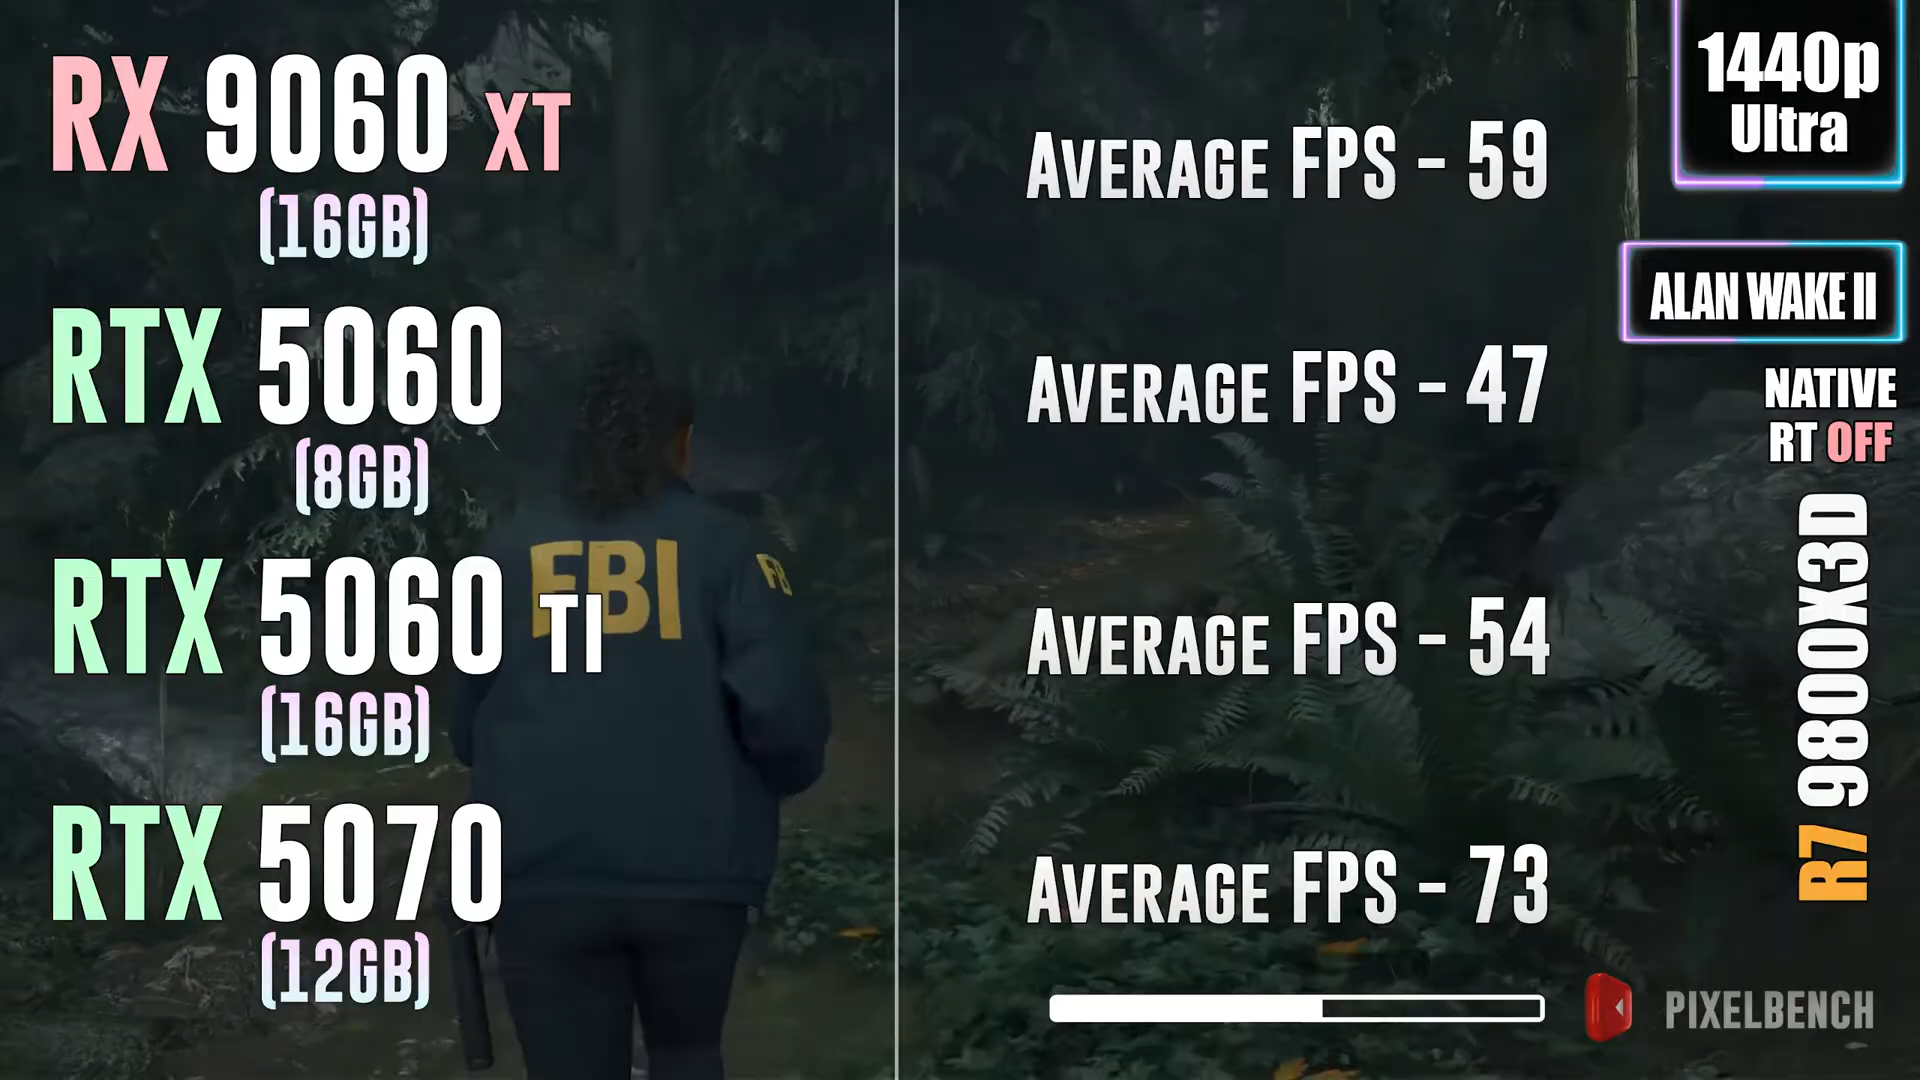 RX 9060 XT
(16GB)
AVERAGE FPS - 59
RTX 5060
(8GB)
AVERAGE FPS - 47
RTX 5060 TI
(16GB)
AVERAGE FPS - 54
RTX 5070
(12GB)
AVERAGE FPS - 73
1440p
Ultra
ALAN WAKE II
NATIVE
RT OFF
R7 9800X3D
FBI
FB
PIXELBENCH